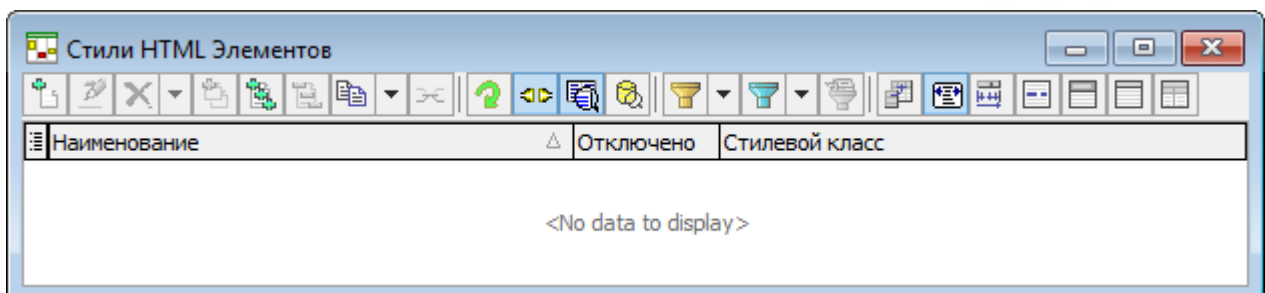 Стили HTML Элементов
Наименование Отключено Стилевой класс
<No data to display>